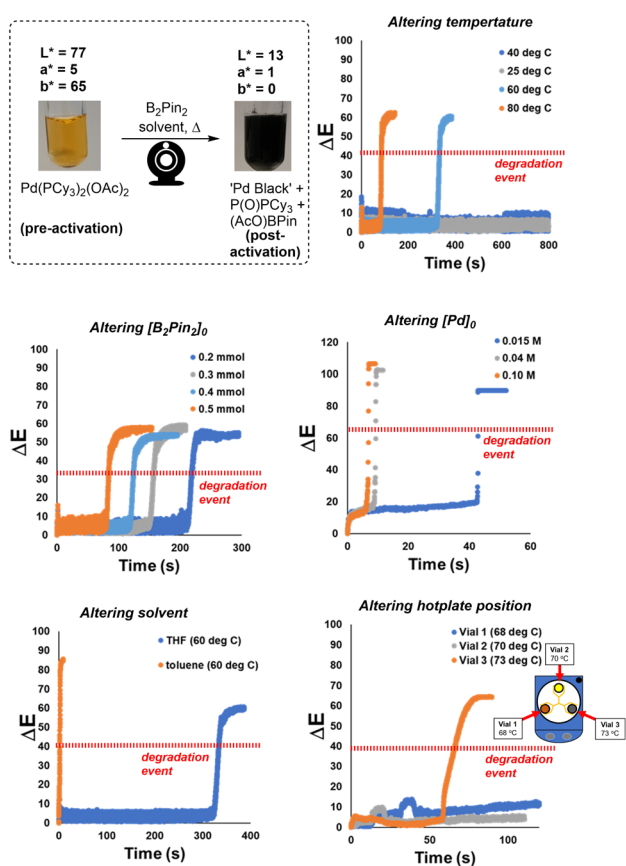 L* = 77
a* = 5
b* = 65
L* = 13
a* = 1
b* = 0
B2Pin2
solvent, Δ
Pd(PCy3)2(OAc)2
(pre-activation)
'Pd Black' +
P(O)PCy3 +
(AcO)BPin
(post-
activation)
Altering tempertature
100
90
80
70
60
50
40
30
20
10
0
ΔE
40 deg C
25 deg C
60 deg C
80 deg C
degradation
event
0
200
400
600
800
Time (s)
Altering [B2Pin2]0
100
90
80
70
60
50
40
30
20
10
0
ΔE
0.2 mmol
0.3 mmol
0.4 mmol
0.5 mmol
degradation
event
0
100
200
300
Time (s)
Altering [Pd]0
120
100
80
60
40
20
0
ΔE
0.015 M
0.04 M
0.10 M
degradation
event
0
20
40
60
Time (s)
Altering solvent
100
90
80
70
60
50
40
30
20
10
0
ΔE
THF (60 deg C)
toluene (60 deg C)
degradation
event
0
100
200
300
400
Time (s)
Altering hotplate position
100
90
80
70
60
50
40
30
20
10
0
ΔE
Vial 1 (68 deg C)
Vial 2 (70 deg C)
Vial 3 (73 deg C)
Vial 2
70 ºC
Vial 1
68 ºC
Vial 3
73 ºC
degradation
event
0
50
100
Time (s)